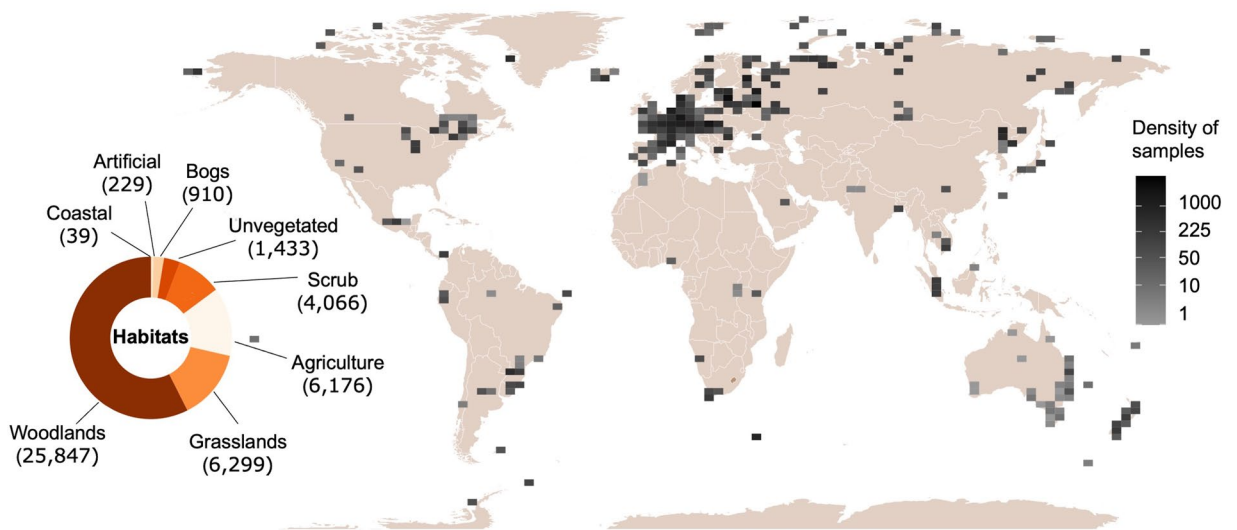 Artificial
(229)
Bogs
(910)
Coastal
(39)
Unvegetated
(1,433)
Scrub
(4,066)
Habitats
Agriculture
(6,176)
Woodlands
(25,847)
Grasslands
(6,299)
Density of
samples
1000
225
50
10
1